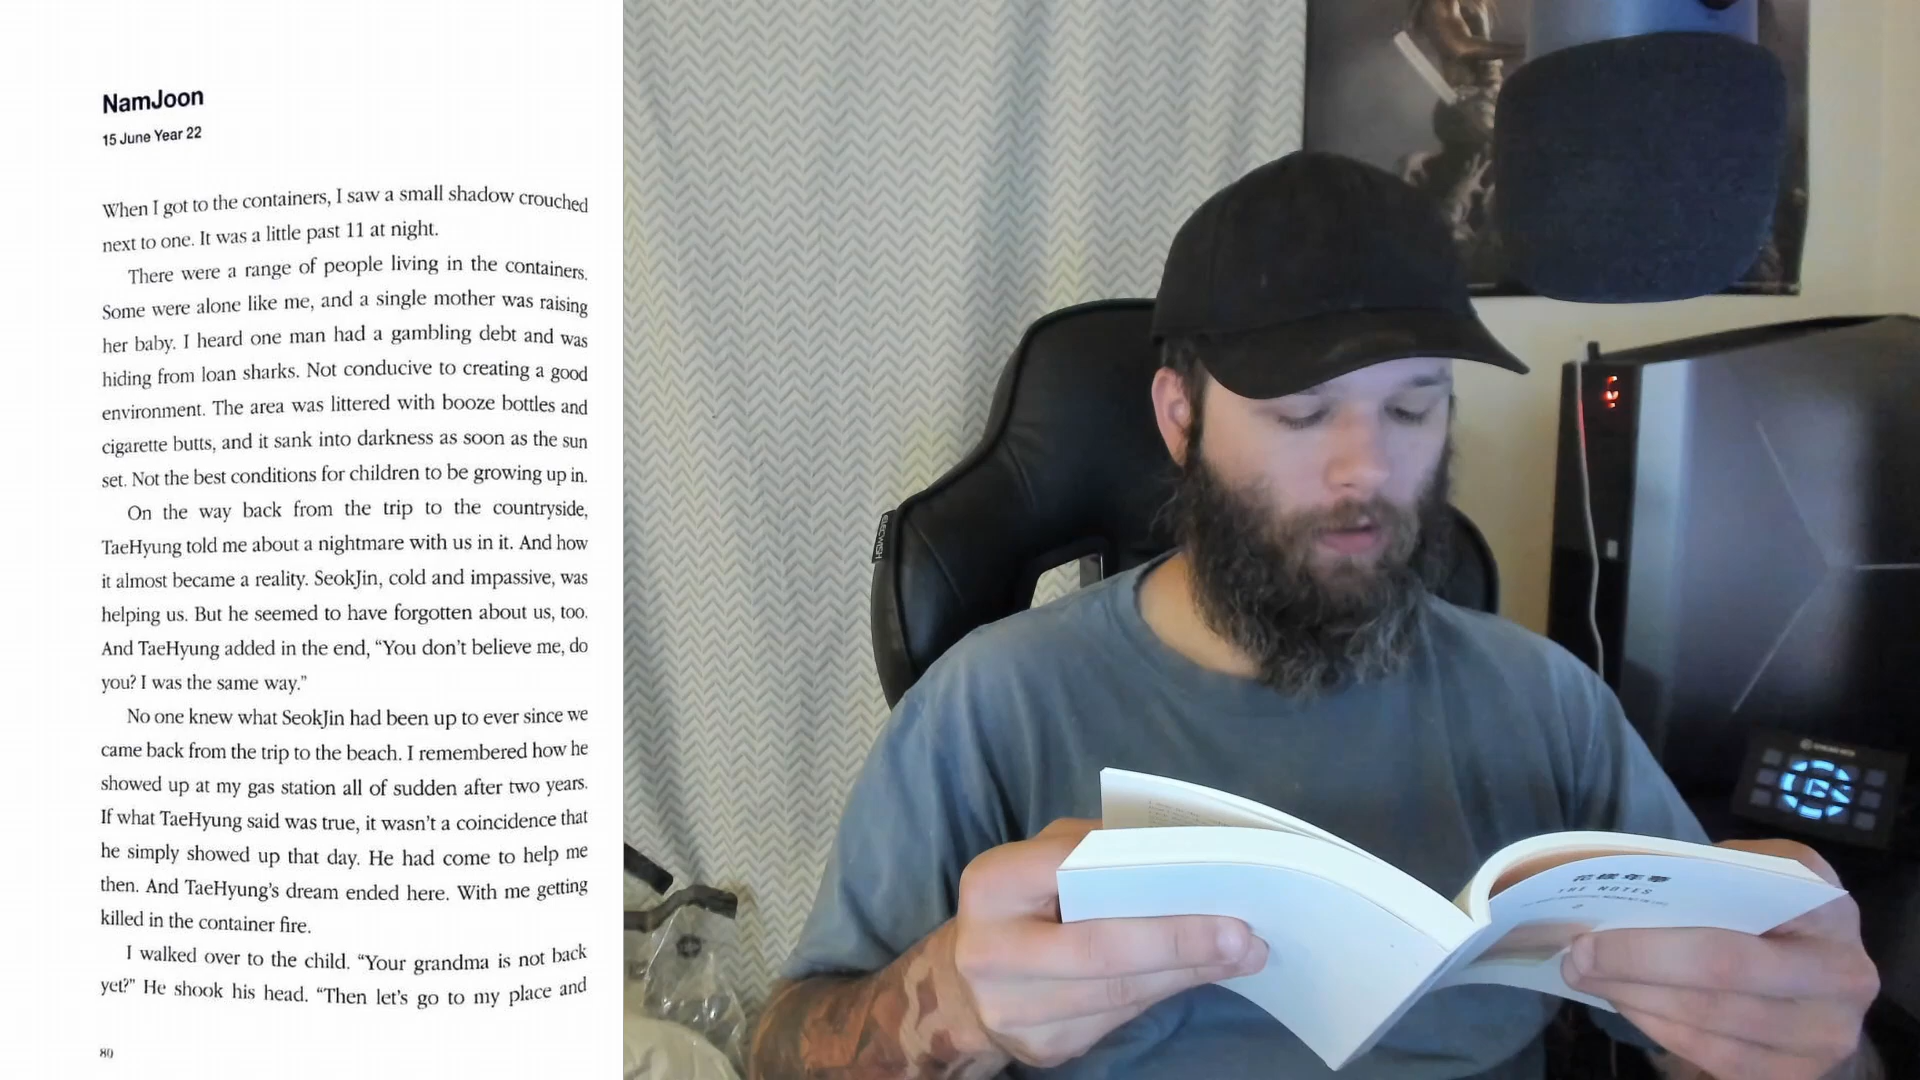 NamJoon
15 June Year 22
When I got to the containers, I saw a small shadow crouched
next to one. It was a little past 11 at night.
There were a range of people living in the containers.
Some were alone like me, and a single mother was raising
her baby. I heard one man had a gambling debt and was
hiding from loan sharks. Not conducive to creating a good
environment. The area was littered with booze bottles and
cigarette butts, and it sank into darkness as soon as the sun
set. Not the best conditions for children to be growing up in.
On the way back from the trip to the countryside,
TaeHyung told me about a nightmare with us in it. And how
it almost became a reality. SeokJin, cold and impassive, was
helping us. But he seemed to have forgotten about us, too.
And TaeHyung added in the end, “You don’t believe me, do
you? I was the same way.”
No one knew what SeokJin had been up to ever since we
came back from the trip to the beach. I remembered how he
showed up at my gas station all of sudden after two years.
If what TaeHyung said was true, it wasn’t a coincidence that
he simply showed up that day. He had come to help me
then. And TaeHyung’s dream ended here. With me getting
killed in the container fire.
I walked over to the child. “Your grandma is not back
yet?” He shook his head. “Then let’s go to my place and
80
花樣年華
THE NOTES
2